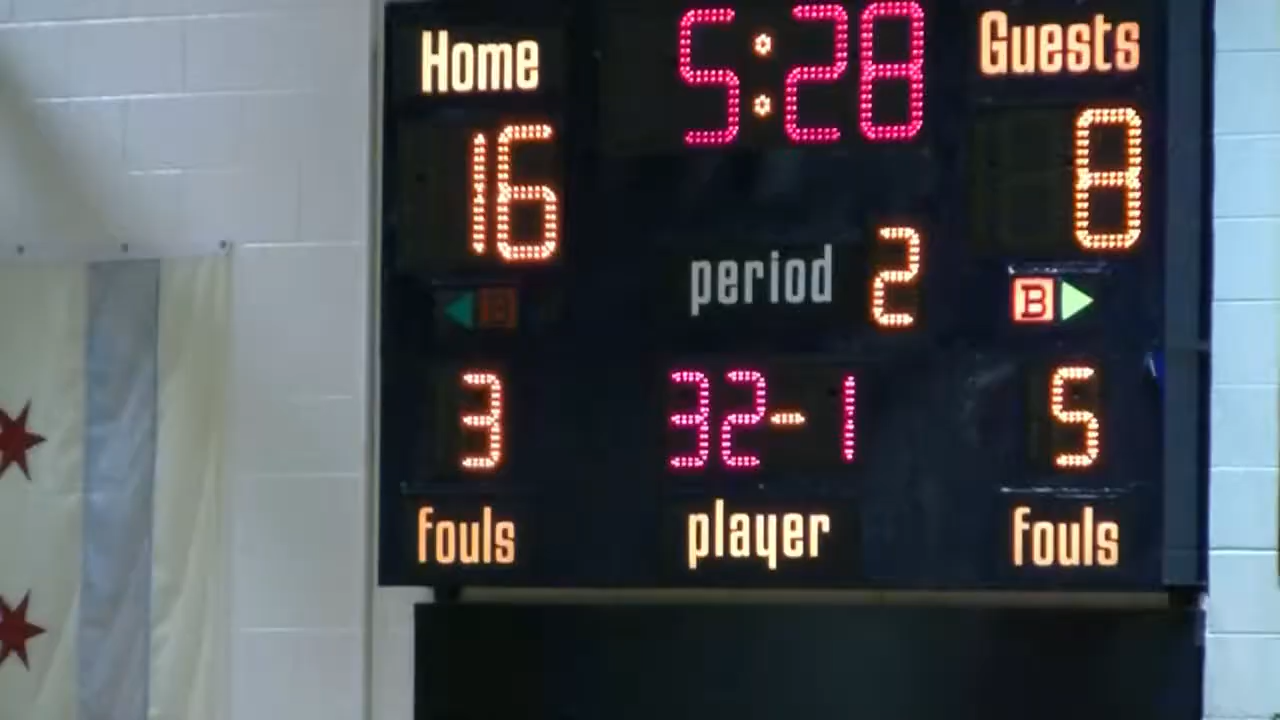 Home 5:28 Guests
16 8
period 2
B B
3 32-1 5
fouls player fouls